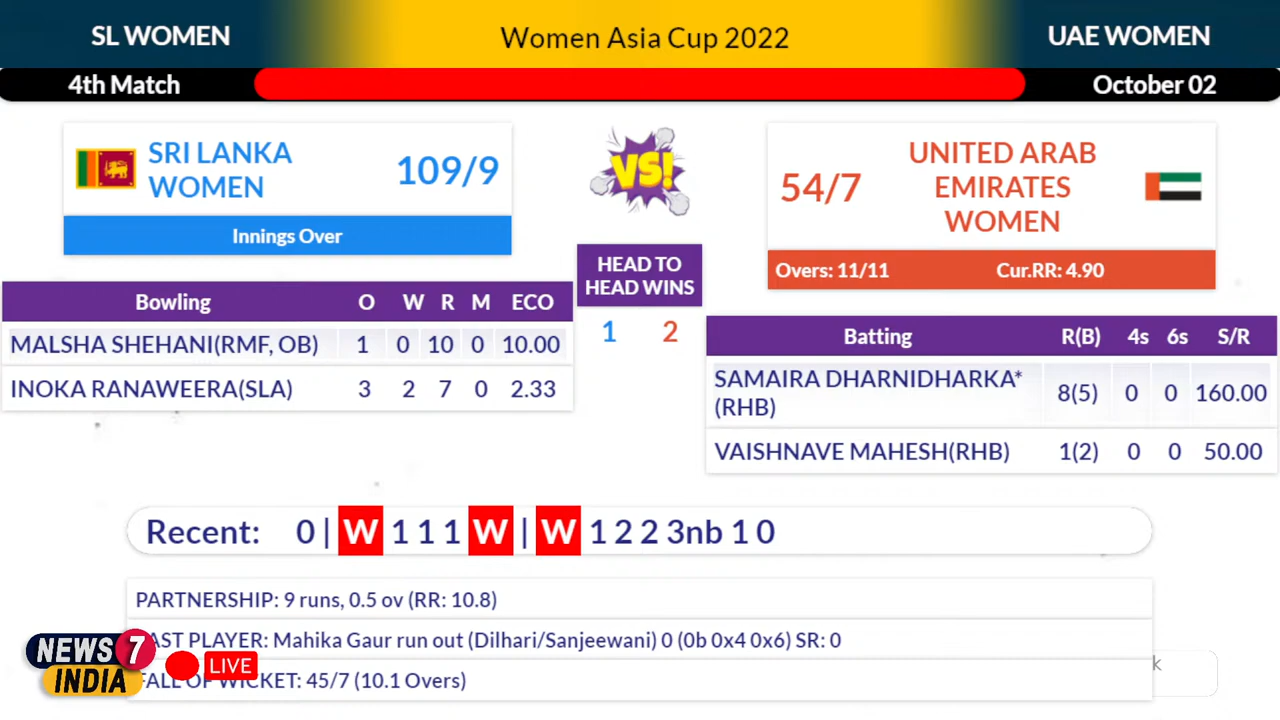 SL WOMEN
Women Asia Cup 2022
UAE WOMEN
4th Match
October 02
SRI LANKA
WOMEN
109/9
Innings Over
VS!
54/7
UNITED ARAB
EMIRATES
WOMEN
Overs: 11/11
Cur.RR: 4.90
HEAD TO
HEAD WINS
1 2
Bowling O W R M ECO
MALSHA SHEHANI(RMF, OB) 1 0 10 0 10.00
INOKA RANAWEERA(SLA) 3 2 7 0 2.33
Batting R(B) 4s 6s S/R
SAMAIRA DHARNIDHARKA*
(RHB) 8(5) 0 0 160.00
VAISHNAVE MAHESH(RHB) 1(2) 0 0 50.00
Recent: 0 | W 1 1 1 W | W 1 2 2 3nb 1 0
PARTNERSHIP: 9 runs, 0.5 ov (RR: 10.8)
AST PLAYER: Mahika Gaur run out (Dilhari/Sanjeewani) 0 (0b 0x4 0x6) SR: 0
FALL OF WICKET: 45/7 (10.1 Overs)
NEWS 7
INDIA
LIVE
k